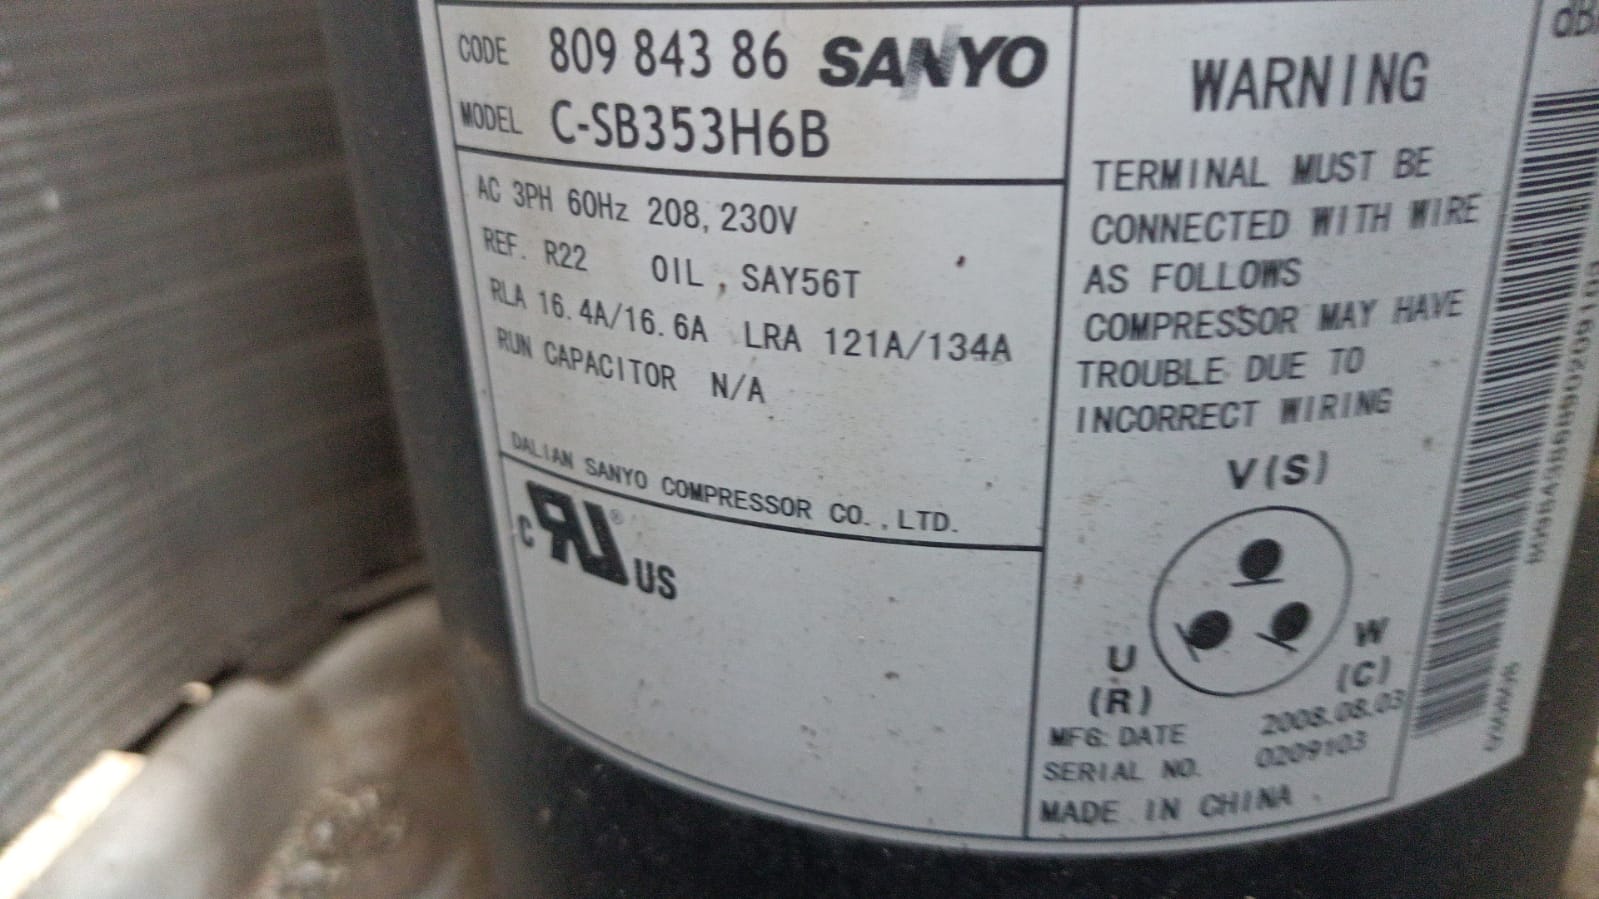 CODE 809 843 86 SANYO
MODEL C-SB353H6B
AC 3PH 60Hz 208, 230V
REF. R22 OIL, SAY56T
RLA 16.4A/16.6A LRA 121A/134A
RUN CAPACITOR N/A
DALIAN SANYO COMPRESSOR CO., LTD.
c RU ® US
WARNING
TERMINAL MUST BE
CONNECTED WITH WIRE
AS FOLLOWS
COMPRESSOR MAY HAVE
TROUBLE DUE TO
INCORRECT WIRING
V(S)
U W
(R) (C)
MFG. DATE 2008.08.03
SERIAL NO. 0209103
MADE IN CHINA